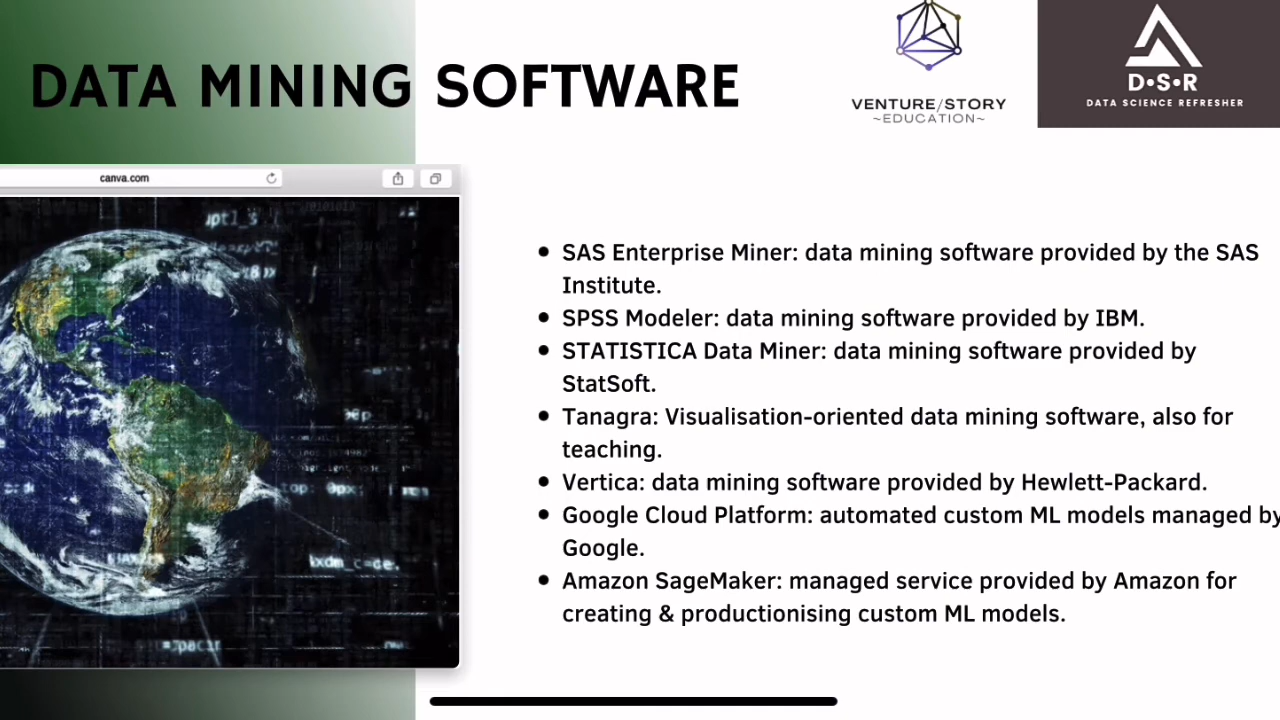 DATA MINING SOFTWARE
VENTURE/STORY
~EDUCATION~
D•S•R
DATA SCIENCE REFRESHER
canva.com
• SAS Enterprise Miner: data mining software provided by the SAS
Institute.
• SPSS Modeler: data mining software provided by IBM.
• STATISTICA Data Miner: data mining software provided by
StatSoft.
• Tanagra: Visualisation-oriented data mining software, also for
teaching.
• Vertica: data mining software provided by Hewlett-Packard.
• Google Cloud Platform: automated custom ML models managed by
Google.
• Amazon SageMaker: managed service provided by Amazon for
creating & productionising custom ML models.